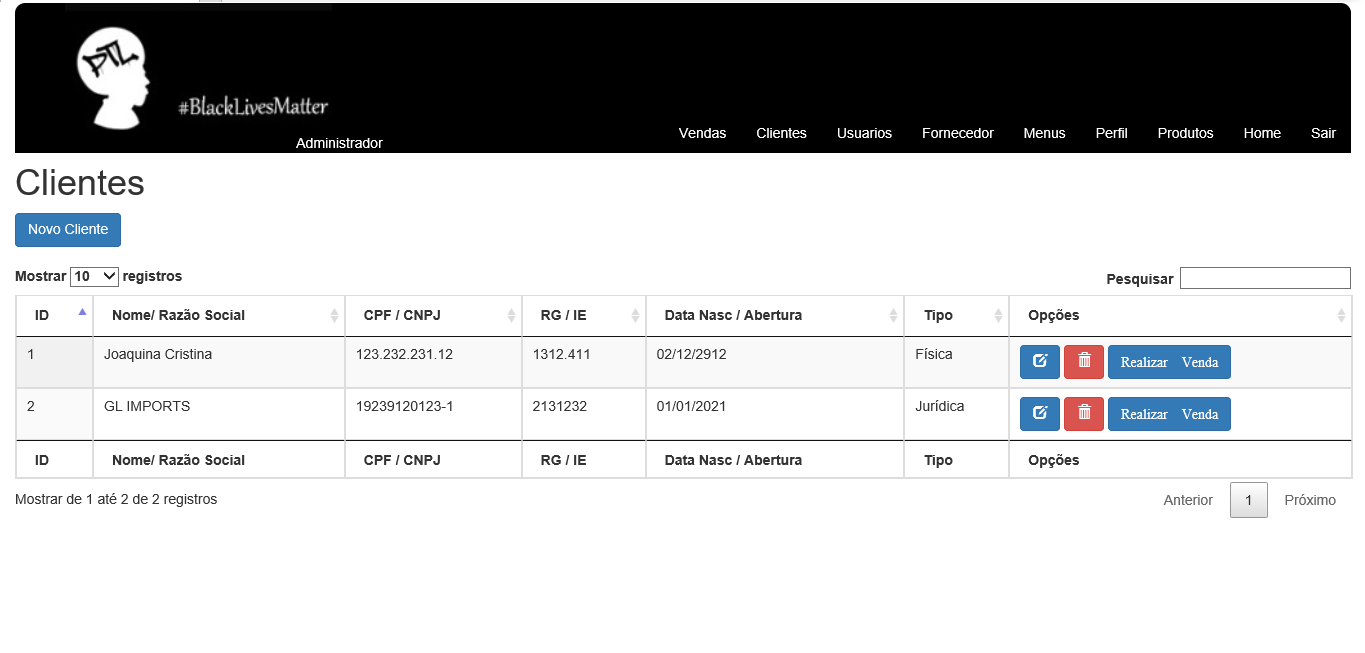 PTL
#BlackLivesMatter
Administrador
Vendas Clientes Usuarios Fornecedor Menus Perfil Produtos Home Sair
Clientes
Novo Cliente
Mostrar 10 registros
Pesquisar
ID Nome/ Razão Social CPF / CNPJ RG / IE Data Nasc / Abertura Tipo Opções
1 Joaquina Cristina 123.232.231.12 1312.411 02/12/2912 Física Realizar Venda
2 GL IMPORTS 19239120123-1 2131232 01/01/2021 Jurídica Realizar Venda
ID Nome/ Razão Social CPF / CNPJ RG / IE Data Nasc / Abertura Tipo Opções
Mostrar de 1 até 2 de 2 registros
Anterior 1 Próximo